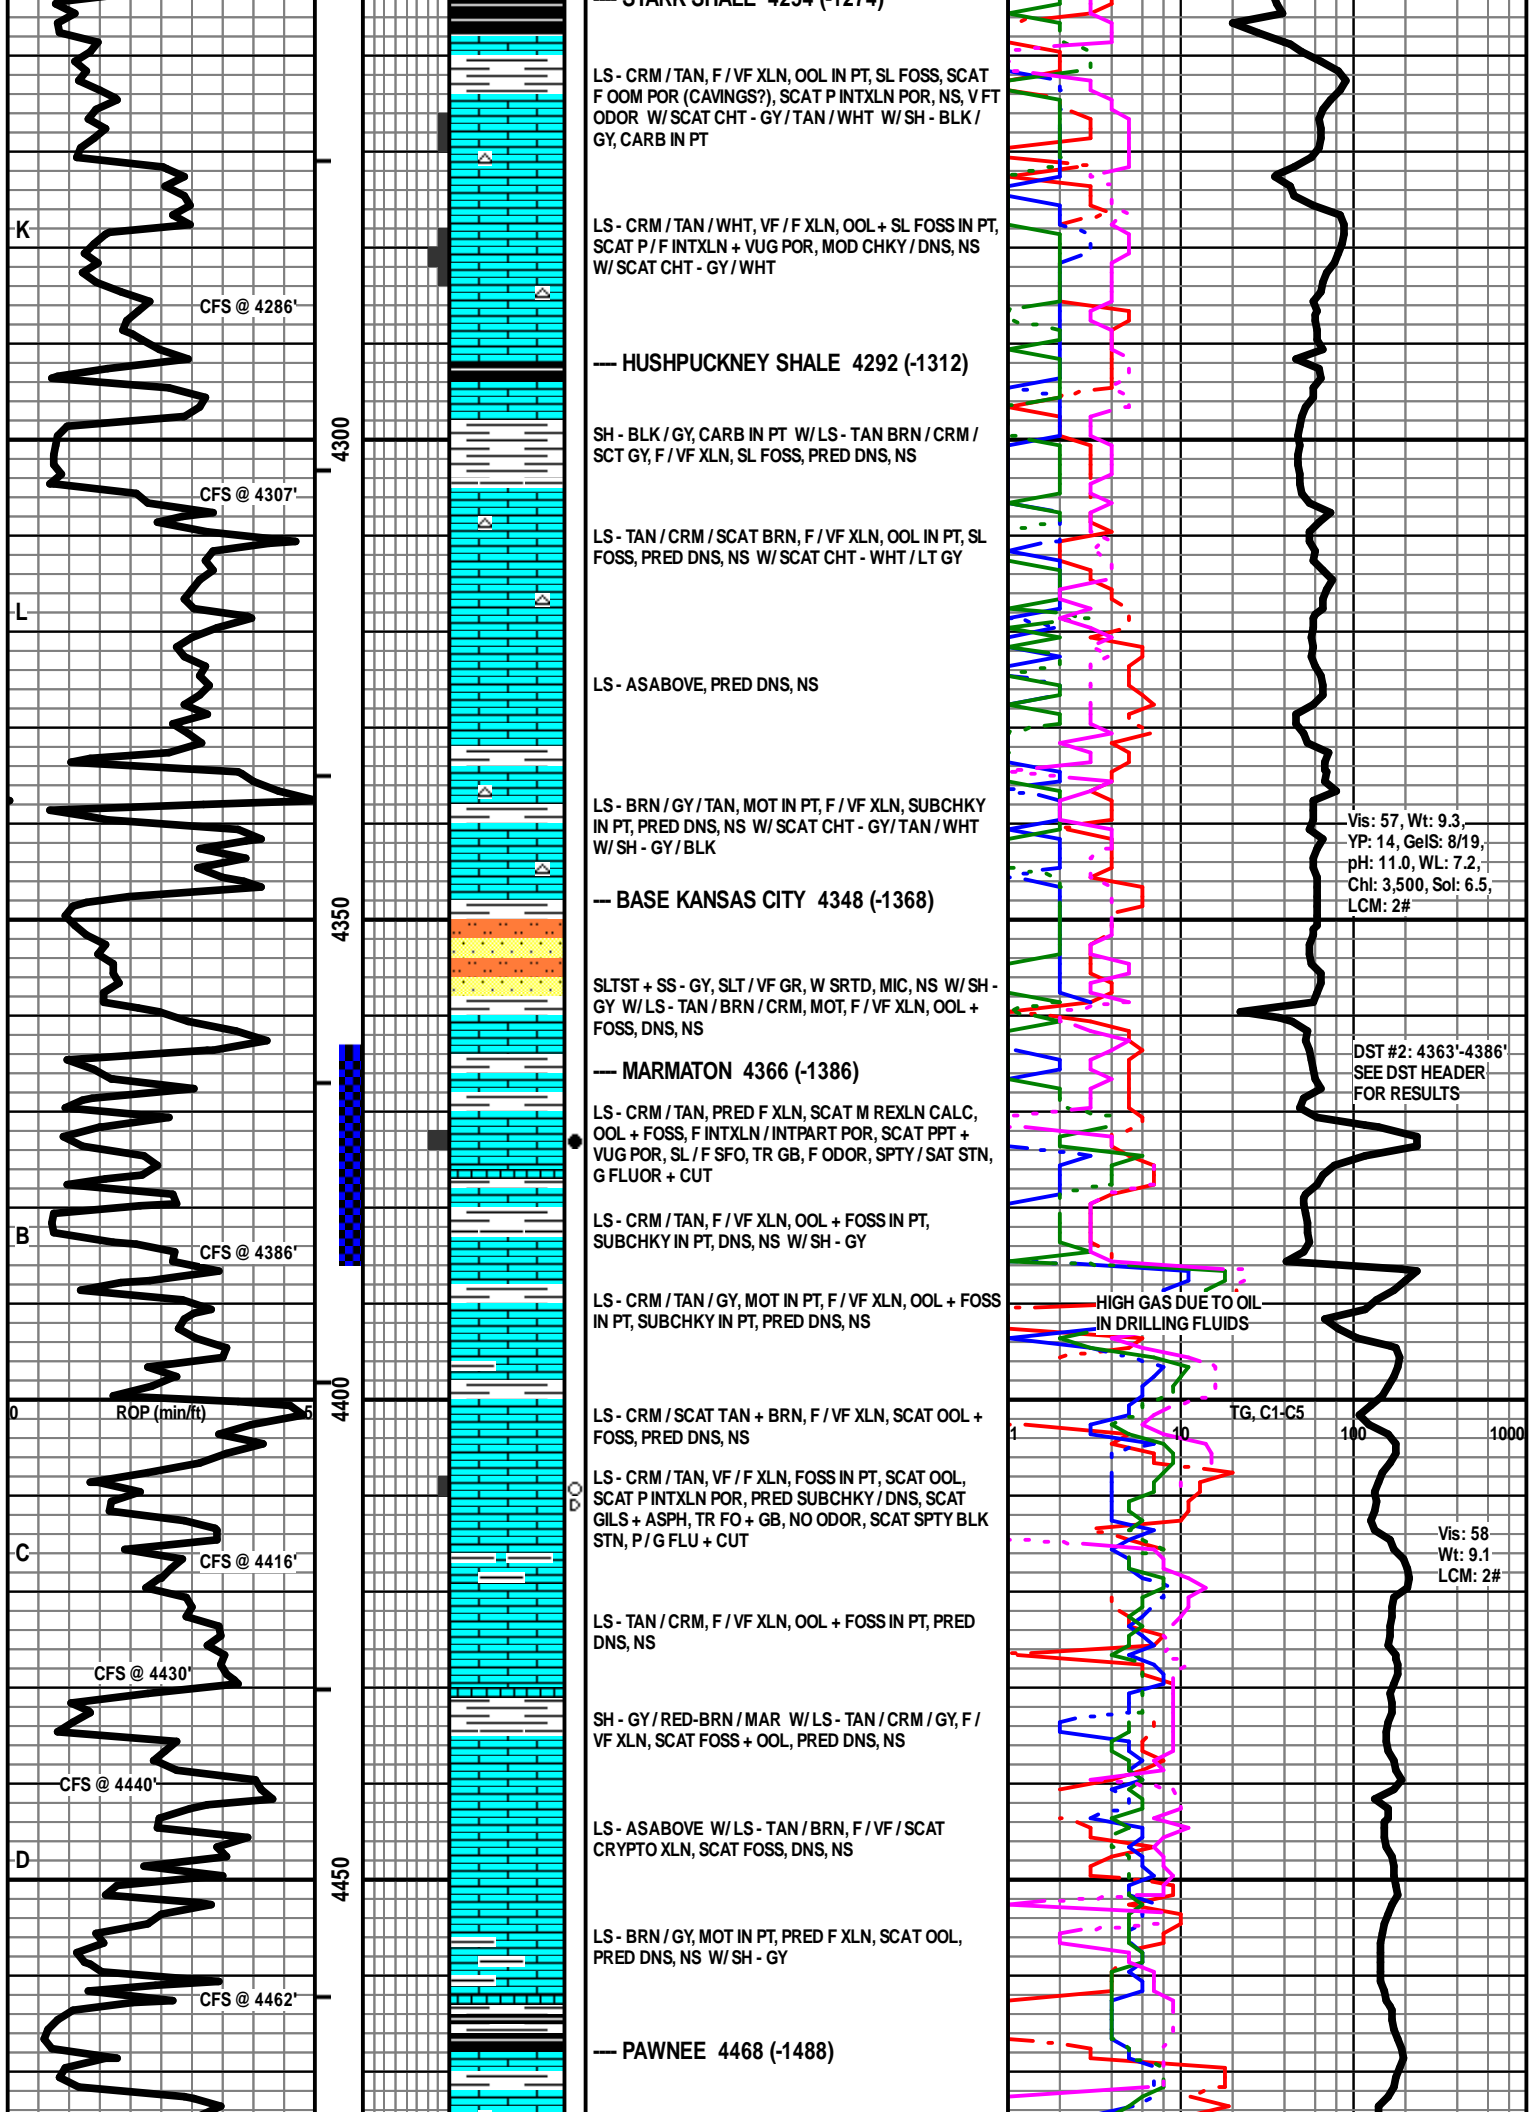 ---- STARK SHALE 4254 (-1274)
LS - CRM / TAN, F / VF XLN, OOL IN PT, SL FOSS, SCAT
F OOM POR (CAVINGS?), SCAT P INTXLN POR, NS, V FT
ODOR W/ SCAT CHT - GY / TAN / WHT W/ SH - BLK /
GY, CARB IN PT
K
LS - CRM / TAN / WHT, VF / F XLN, OOL + SL FOSS IN PT,
SCAT P / F INTXLN + VUG POR, MOD CHKY / DNS, NS
W/ SCAT CHT - GY / WHT
CFS @ 4286'
---- HUSHPUCKNEY SHALE 4292 (-1312)
4300
SH - BLK / GY, CARB IN PT W/ LS - TAN BRN / CRM /
SCT GY, F / VF XLN, SL FOSS, PRED DNS, NS
CFS @ 4307'
LS - TAN / CRM / SCAT BRN, F / VF XLN, OOL IN PT, SL
FOSS, PRED DNS, NS W/ SCAT CHT - WHT / LT GY
L
LS - ASABOVE, PRED DNS, NS
LS - BRN / GY / TAN, MOT IN PT, F / VF XLN, SUBCHKY
IN PT, PRED DNS, NS W/ SCAT CHT - GY/ TAN / WHT
W/ SH - GY / BLK
Vis: 57, Wt: 9.3,
YP: 14, GelS: 8/19,
pH: 11.0, WL: 7.2,
Chl: 3,500, Sol: 6.5,
LCM: 2#
--- BASE KANSAS CITY 4348 (-1368)
4350
SLTST + SS - GY, SLT / VF GR, W SRTD, MIC, NS W/ SH -
GY W/ LS - TAN / BRN / CRM, MOT, F / VF XLN, OOL +
FOSS, DNS, NS
DST #2: 4363'-4386'
SEE DST HEADER
FOR RESULTS
---- MARMATON 4366 (-1386)
LS - CRM / TAN, PRED F XLN, SCAT M REXLN CALC,
OOL + FOSS, F INTXLN / INTPART POR, SCAT PPT +
VUG POR, SL / F SFO, TR GB, F ODOR, SPTY / SAT STN,
G FLUOR + CUT
B
LS - CRM / TAN, F / VF XLN, OOL + FOSS IN PT,
SUBCHKY IN PT, DNS, NS W/ SH - GY
CFS @ 4386'
LS - CRM / TAN / GY, MOT IN PT, F / VF XLN, OOL + FOSS
IN PT, SUBCHKY IN PT, PRED DNS, NS
HIGH GAS DUE TO OIL
IN DRILLING FLUIDS
4400
0 ROP (min/ft) 5
TG, C1-C5
1 10 100 1000
LS - CRM / SCAT TAN + BRN, F / VF XLN, SCAT OOL +
FOSS, PRED DNS, NS
LS - CRM / TAN, VF / F XLN, FOSS IN PT, SCAT OOL,
SCAT P INTXLN POR, PRED SUBCHKY / DNS, SCAT
GILS + ASPH, TR FO + GB, NO ODOR, SCAT SPTY BLK
STN, P / G FLU + CUT
D
C
CFS @ 4416'
Vis: 58
Wt: 9.1
LCM: 2#
LS - TAN / CRM, F / VF XLN, OOL + FOSS IN PT, PRED
DNS, NS
CFS @ 4430'
SH - GY / RED-BRN / MAR W/ LS - TAN / CRM / GY, F /
VF XLN, SCAT FOSS + OOL, PRED DNS, NS
CFS @ 4440'
LS - ASABOVE W/ LS - TAN / BRN, F / VF / SCAT
CRYPTO XLN, SCAT FOSS, DNS, NS
D
4450
LS - BRN / GY, MOT IN PT, PRED F XLN, SCAT OOL,
PRED DNS, NS W/ SH - GY
CFS @ 4462'
---- PAWNEE 4468 (-1488)